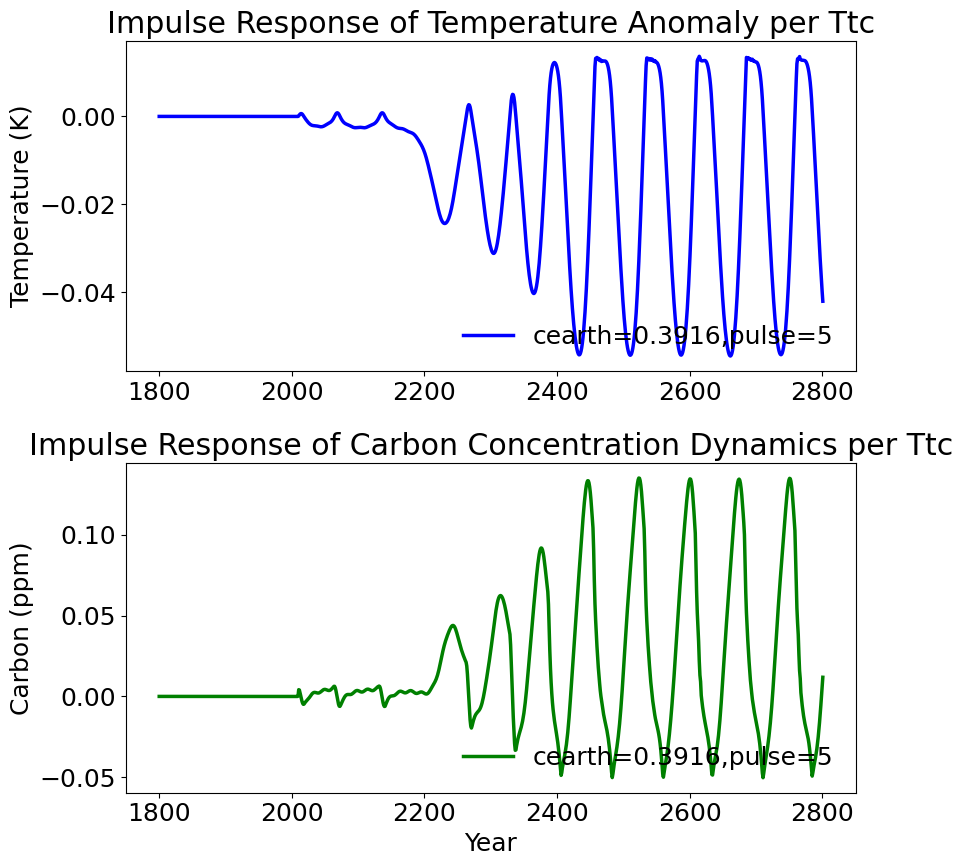 Impulse Response of Temperature Anomaly per Ttc
Temperature (K)
0.00
−0.02
−0.04
cearth=0.3916,pulse=5
1800 2000 2200 2400 2600 2800
Impulse Response of Carbon Concentration Dynamics per Ttc
Carbon (ppm)
0.10
0.05
0.00
−0.05
cearth=0.3916,pulse=5
1800 2000 2200 2400 2600 2800
Year